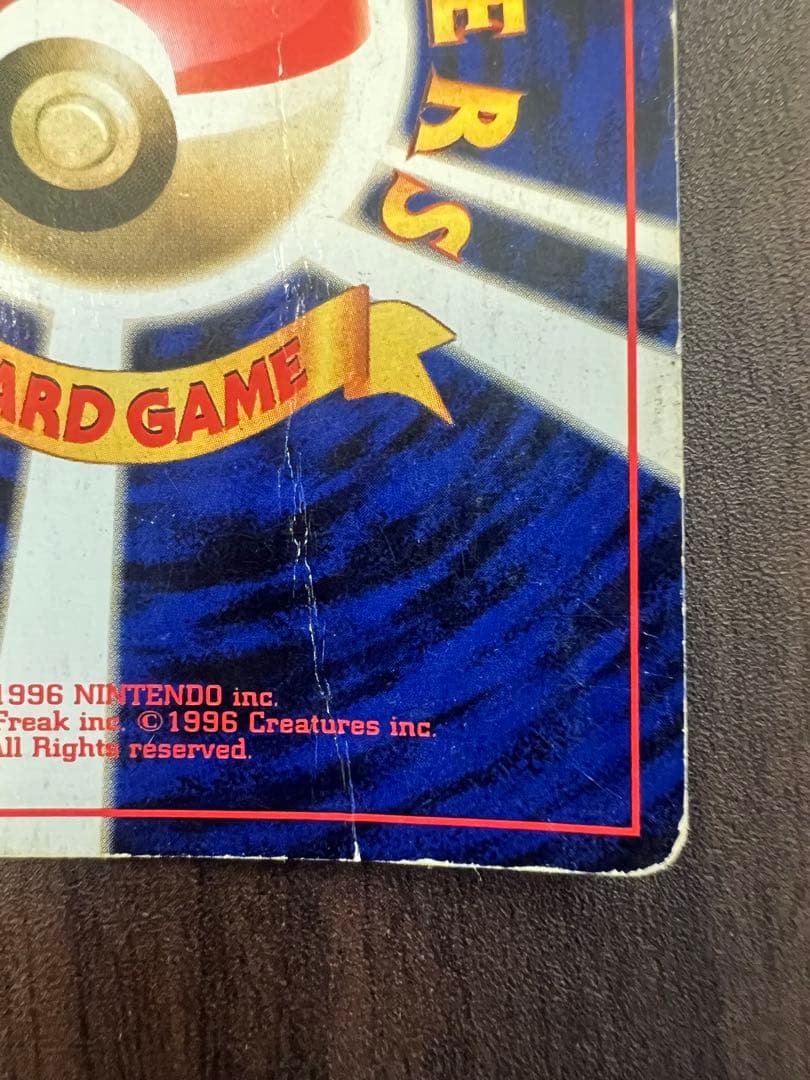 ERS
ARD GAME
1996 NINTENDO inc.
Freak inc. ©1996 Creatures inc.
All Rights reserved.